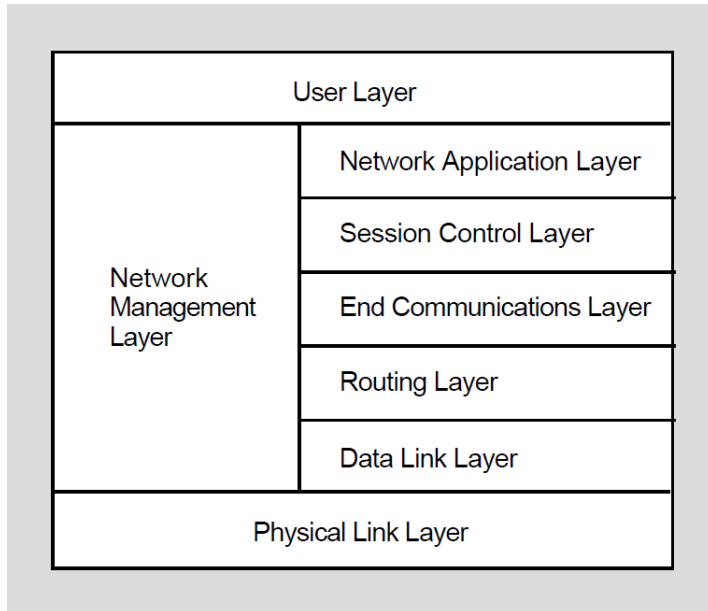 User Layer
Network
Management
Layer
Network Application Layer
Session Control Layer
End Communications Layer
Routing Layer
Data Link Layer
Physical Link Layer